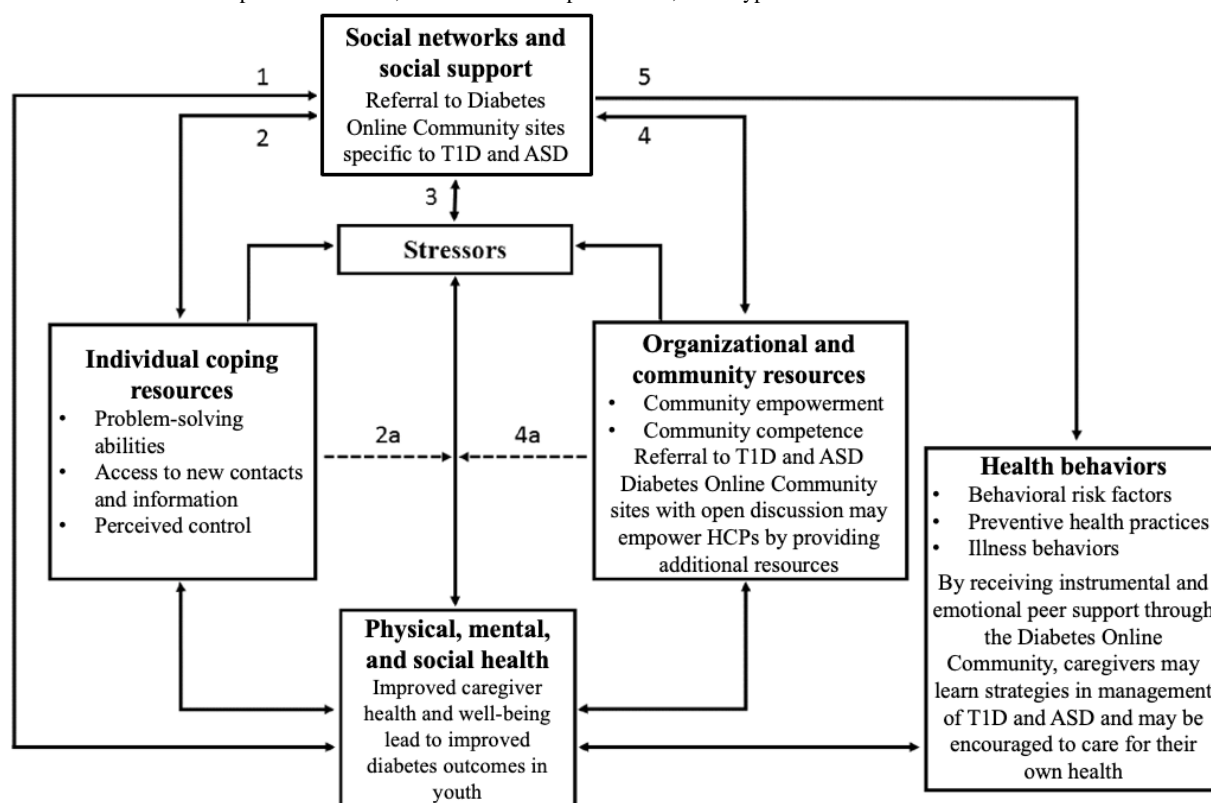 Social networks and
social support
Referral to Diabetes
Online Community sites
specific to T1D and ASD
1
2
3
4
5
Stressors
Individual coping
resources
• Problem-solving
abilities
• Access to new contacts
and information
• Perceived control
2a
4a
Organizational and
community resources
• Community empowerment
• Community competence
Referral to T1D and ASD
Diabetes Online Community
sites with open discussion may
empower HCPs by providing
additional resources
Health behaviors
• Behavioral risk factors
• Preventive health practices
• Illness behaviors
By receiving instrumental and
emotional peer support through
the Diabetes Online
Community, caregivers may
learn strategies in management
of T1D and ASD and may be
encouraged to care for their
own health
Physical, mental,
and social health
Improved caregiver
health and well-being
lead to improved
diabetes outcomes in
youth